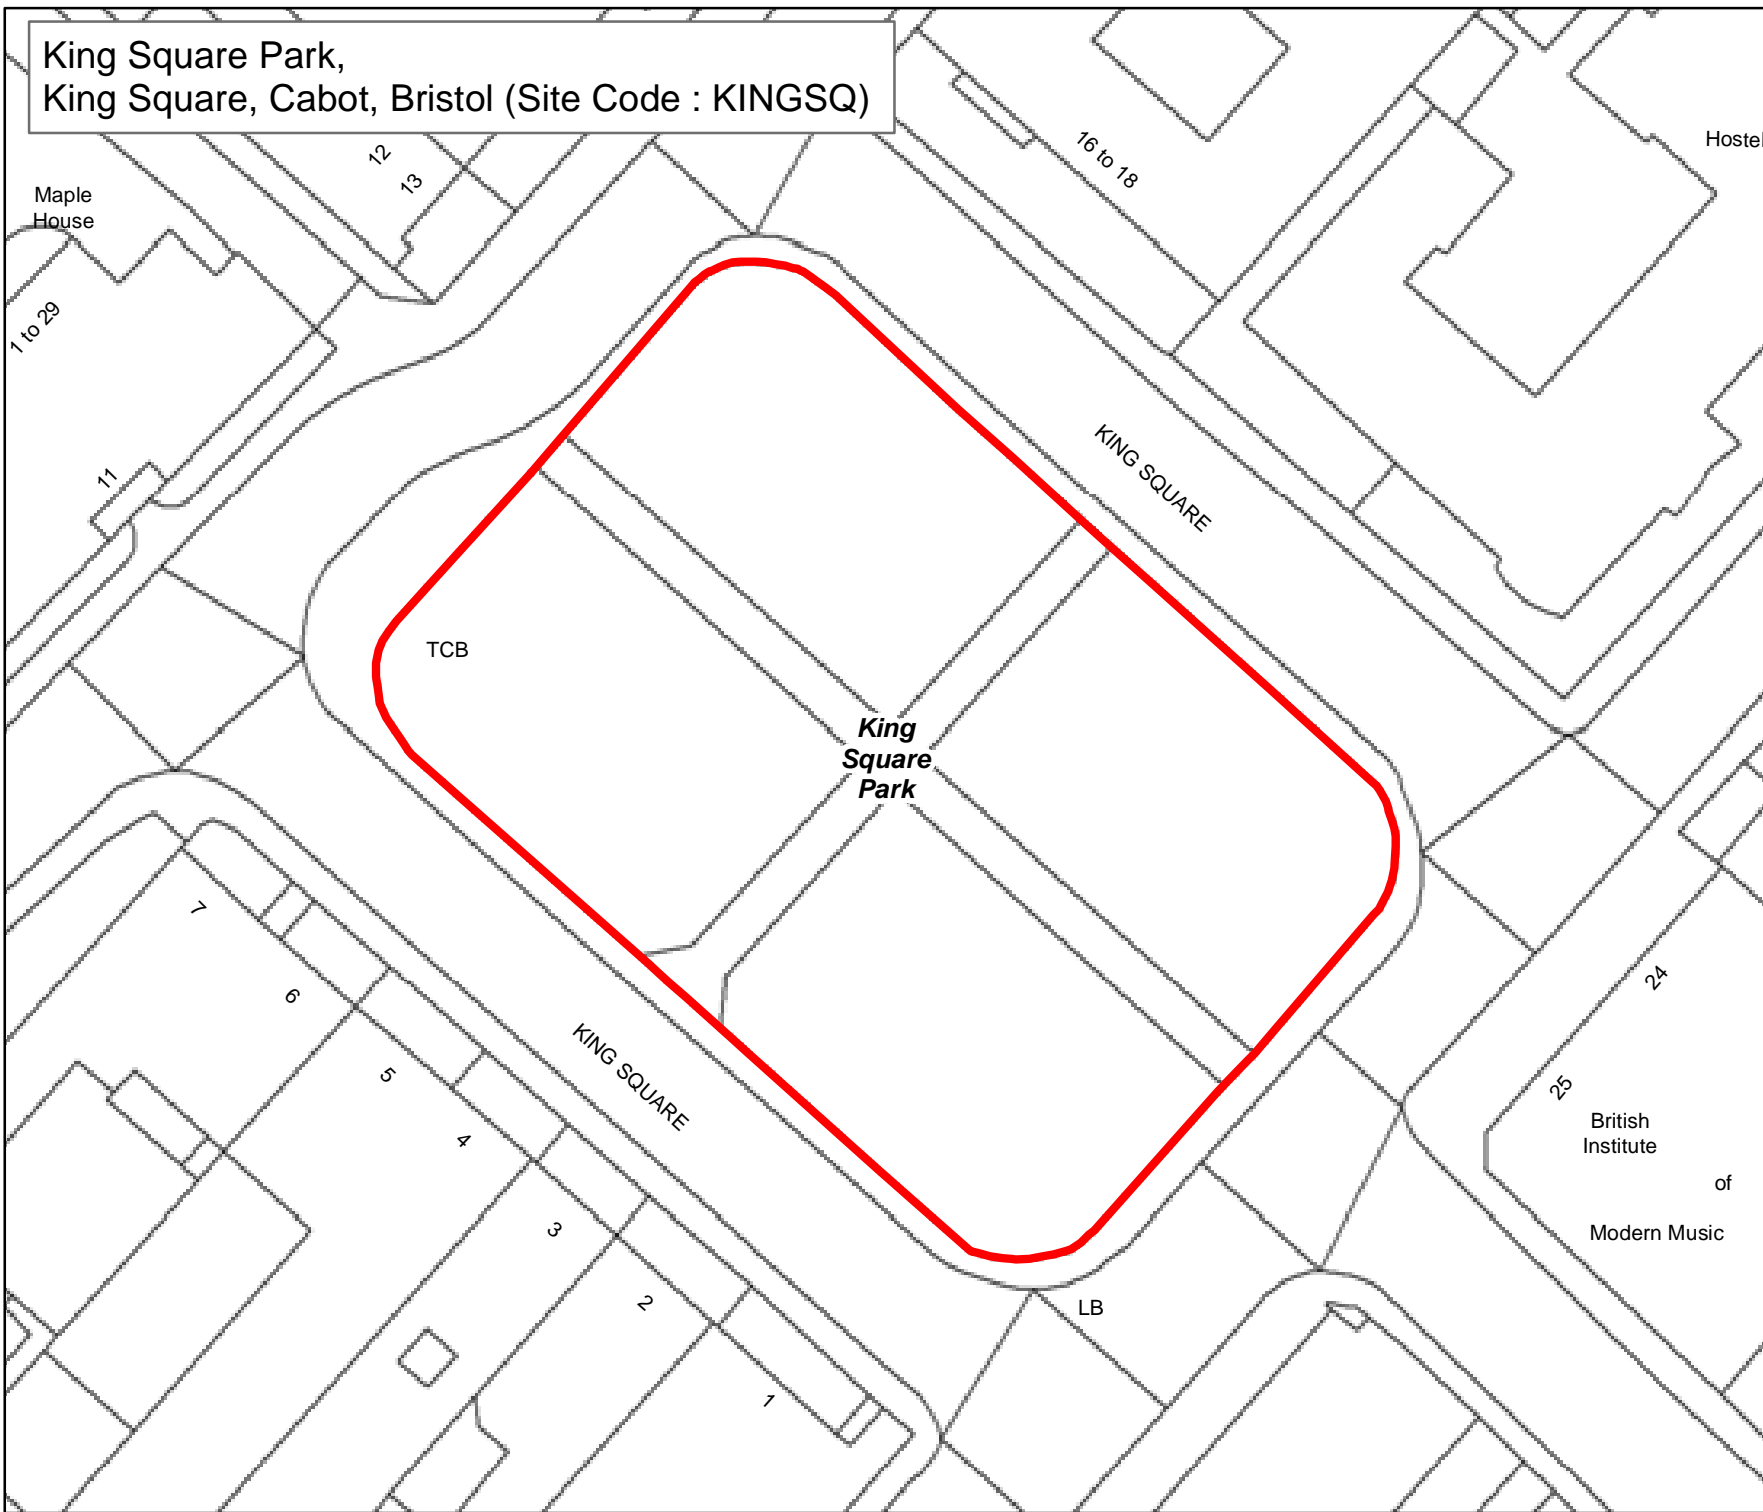 King Square Park,
King Square, Cabot, Bristol (Site Code : KINGSQ)
12
13
16 to 18
Hostel
Maple
House
1 to 29
11
KING SQUARE
TCB
King
Square
Park
7
6
5
4
3
2
1
KING SQUARE
24
25
British
Institute
of
Modern Music
LB